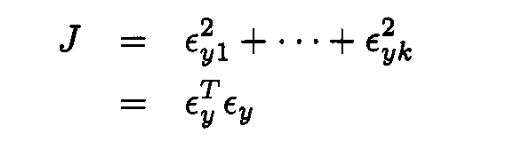 J = ϵ_{y1}^2 + ··· + ϵ_{yk}^2
= ϵ_y^T ϵ_y